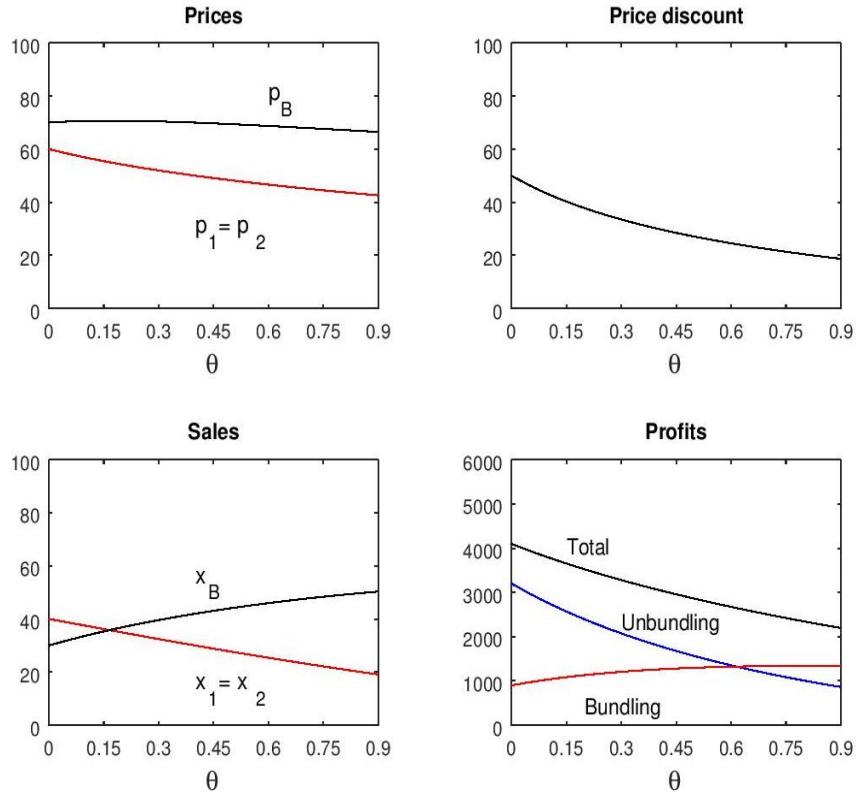 Prices
100
80
60
40
20
0
p_B
p_1 = p_2
0 0.15 0.3 0.45 0.6 0.75 0.9
θ
Price discount
100
80
60
40
20
0
0 0.15 0.3 0.45 0.6 0.75 0.9
θ
Sales
100
80
60
40
20
0
x_B
x_1 = x_2
0 0.15 0.3 0.45 0.6 0.75 0.9
θ
Profits
6000
5000
4000
3000
2000
1000
0
Total
Unbundling
Bundling
0 0.15 0.3 0.45 0.6 0.75 0.9
θ